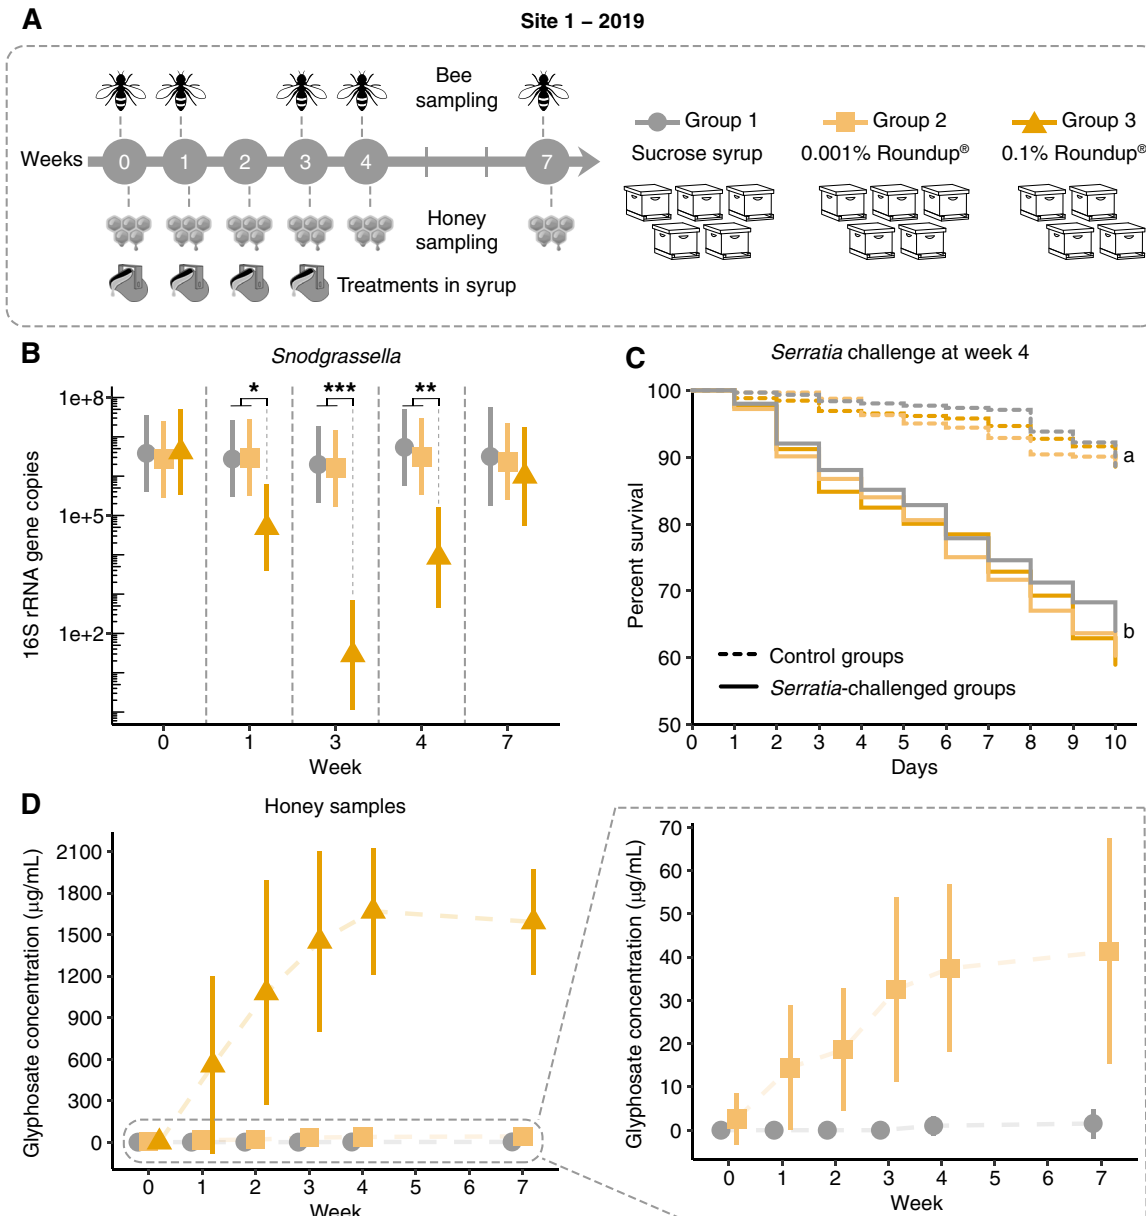 A
Site 1 – 2019
Bee
sampling
Weeks
0 1 2 3 4 7
Honey
sampling
Treatments in syrup
Group 1
Sucrose syrup
Group 2
0.001% Roundup®
Group 3
0.1% Roundup®
B
Snodgrassella
* *** **
16S rRNA gene copies
1e+8
1e+5
1e+2
0 1 3 4 7
Week
C
Serratia challenge at week 4
Percent survival
100
90
80
70
60
50
a
b
Control groups
Serratia-challenged groups
0 1 2 3 4 5 6 7 8 9 10
Days
D
Honey samples
Glyphosate concentration (µg/mL)
2100
1800
1500
1200
900
600
300
0
0 1 2 3 4 5 6 7
Week
Glyphosate concentration (µg/mL)
70
60
50
40
30
20
10
0
0 1 2 3 4 5 6 7
Week